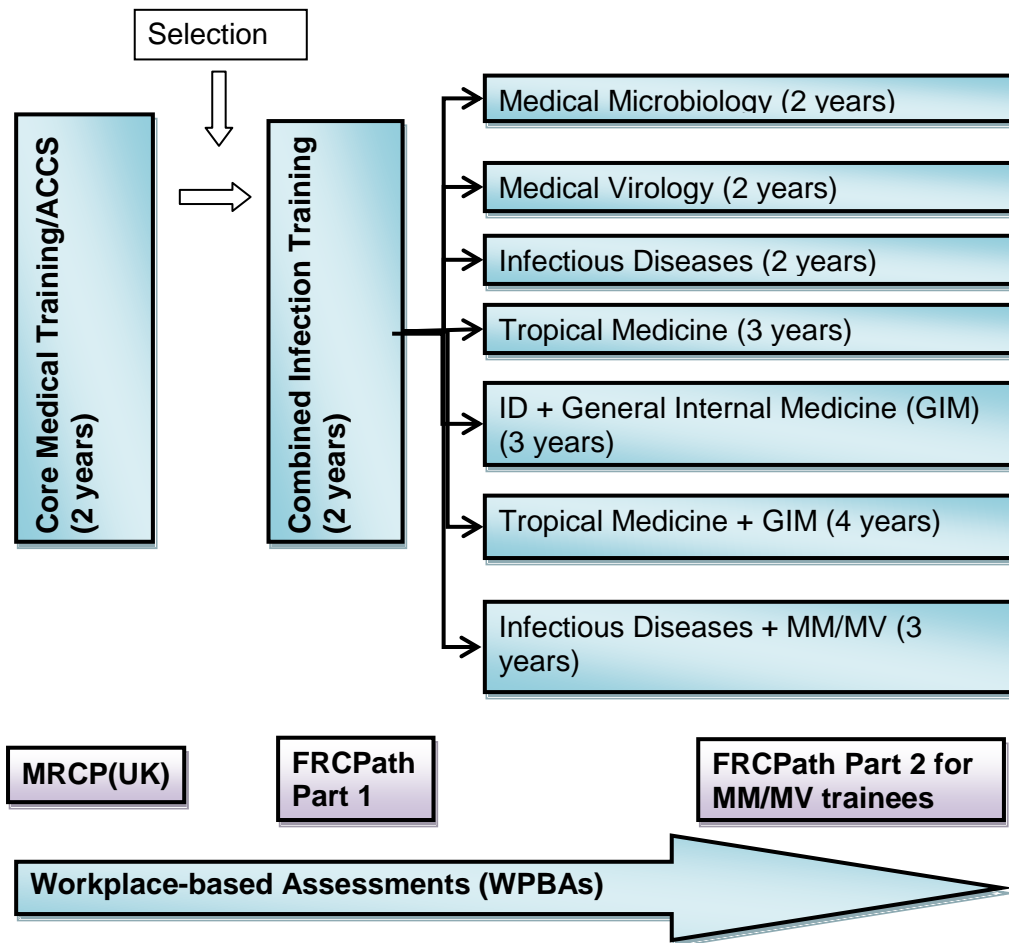 Selection
Core Medical Training/ACCS
(2 years)
Combined Infection Training
(2 years)
Medical Microbiology (2 years)
Medical Virology (2 years)
Infectious Diseases (2 years)
Tropical Medicine (3 years)
ID + General Internal Medicine (GIM)
(3 years)
Tropical Medicine + GIM (4 years)
Infectious Diseases + MM/MV (3
years)
MRCP(UK)
FRCPath
Part 1
FRCPath Part 2 for
MM/MV trainees
Workplace-based Assessments (WPBAs)